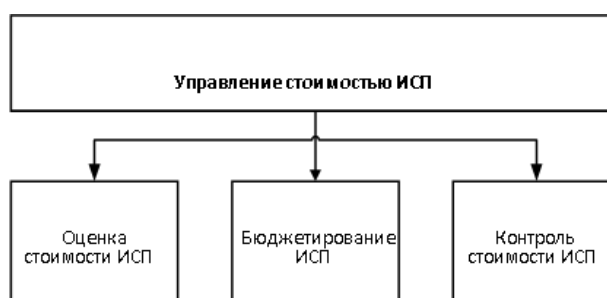 Управление стоимостью ИСП
Оценка
стоимости ИСП
Бюджетирование
ИСП
Контроль
стоимости ИСП